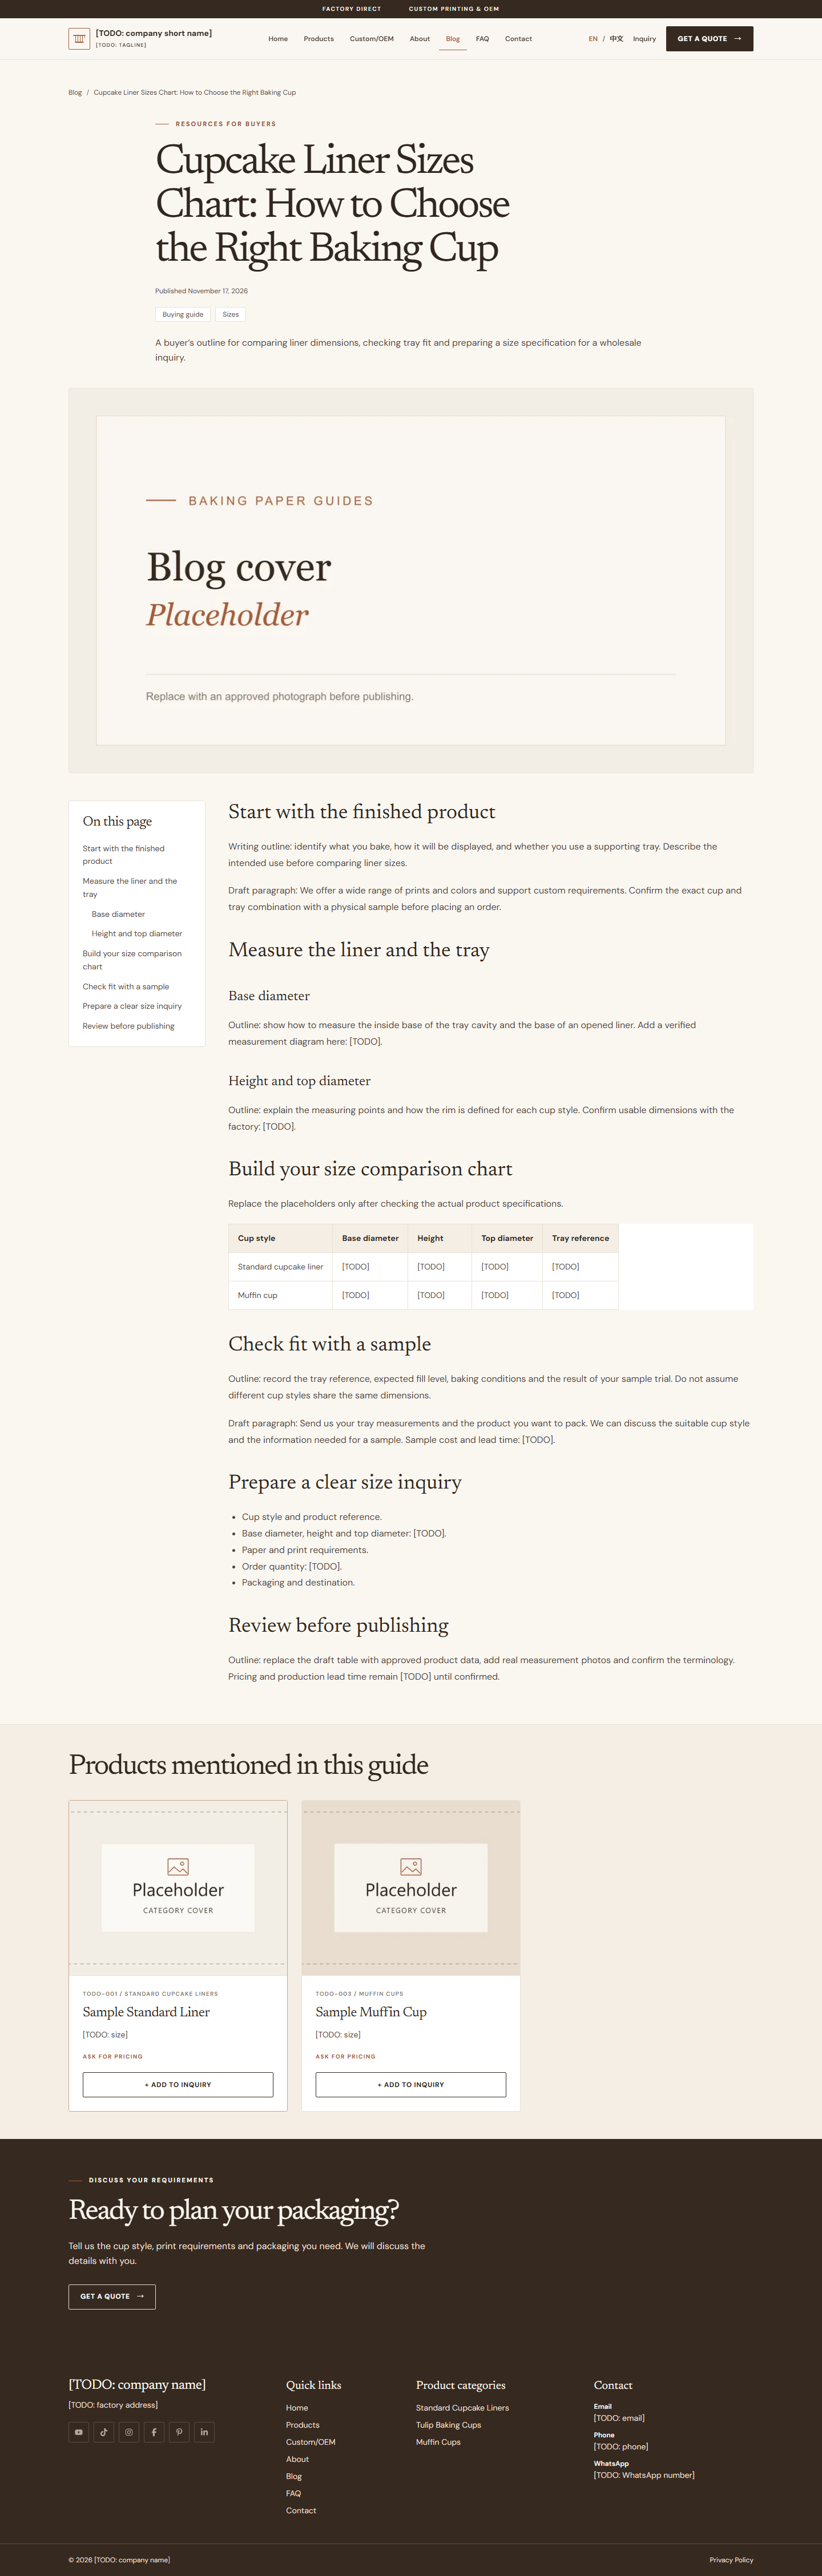 FACTORY DIRECT CUSTOM PRINTING & OEM
[TODO: company short name]
[TODO: TAGLINE]
Home Products Custom/OEM About Blog FAQ Contact
EN / 中文 Inquiry GET A QUOTE →
Blog / Cupcake Liner Sizes Chart: How to Choose the Right Baking Cup
RESOURCES FOR BUYERS
Cupcake Liner Sizes
Chart: How to Choose
the Right Baking Cup
Published November 17, 2026
Buying guide Sizes
A buyer's outline for comparing liner dimensions, checking tray fit and preparing a size specification for a wholesale
inquiry.
BAKING PAPER GUIDES
Blog cover
Placeholder
Replace with an approved photograph before publishing.
On this page
Start with the finished
product
Measure the liner and the
tray
Base diameter
Height and top diameter
Build your size comparison
chart
Check fit with a sample
Prepare a clear size inquiry
Review before publishing
Start with the finished product
Writing outline: identify what you bake, how it will be displayed, and whether you use a supporting tray. Describe the
intended use before comparing liner sizes.
Draft paragraph: We offer a wide range of prints and colors and support custom requirements. Confirm the exact cup and
tray combination with a physical sample before placing an order.
Measure the liner and the tray
Base diameter
Outline: show how to measure the inside base of the tray cavity and the base of an opened liner. Add a verified
measurement diagram here: [TODO].
Height and top diameter
Outline: explain the measuring points and how the rim is defined for each cup style. Confirm usable dimensions with the
factory: [TODO].
Build your size comparison chart
Replace the placeholders only after checking the actual product specifications.
Cup style Base diameter Height Top diameter Tray reference
Standard cupcake liner [TODO] [TODO] [TODO] [TODO]
Muffin cup [TODO] [TODO] [TODO] [TODO]
Check fit with a sample
Outline: record the tray reference, expected fill level, baking conditions and the result of your sample trial. Do not assume
different cup styles share the same dimensions.
Draft paragraph: Send us your tray measurements and the product you want to pack. We can discuss the suitable cup style
and the information needed for a sample. Sample cost and lead time: [TODO].
Prepare a clear size inquiry
• Cup style and product reference.
• Base diameter, height and top diameter: [TODO].
• Paper and print requirements.
• Order quantity: [TODO].
• Packaging and destination.
Review before publishing
Outline: replace the draft table with approved product data, add real measurement photos and confirm the terminology.
Pricing and production lead time remain [TODO] until confirmed.
Products mentioned in this guide
Placeholder
CATEGORY COVER
TODO-001 / STANDARD CUPCAKE LINERS
Sample Standard Liner
[TODO: size]
ASK FOR PRICING
+ ADD TO INQUIRY
Placeholder
CATEGORY COVER
TODO-003 / MUFFIN CUPS
Sample Muffin Cup
[TODO: size]
ASK FOR PRICING
+ ADD TO INQUIRY
DISCUSS YOUR REQUIREMENTS
Ready to plan your packaging?
Tell us the cup style, print requirements and packaging you need. We will discuss the
details with you.
GET A QUOTE →
[TODO: company name]
[TODO: factory address]
Quick links
Home
Products
Custom/OEM
About
Blog
FAQ
Contact
Product categories
Standard Cupcake Liners
Tulip Baking Cups
Muffin Cups
Contact
Email
[TODO: email]
Phone
[TODO: phone]
WhatsApp
[TODO: WhatsApp number]
© 2026 [TODO: company name]
Privacy Policy